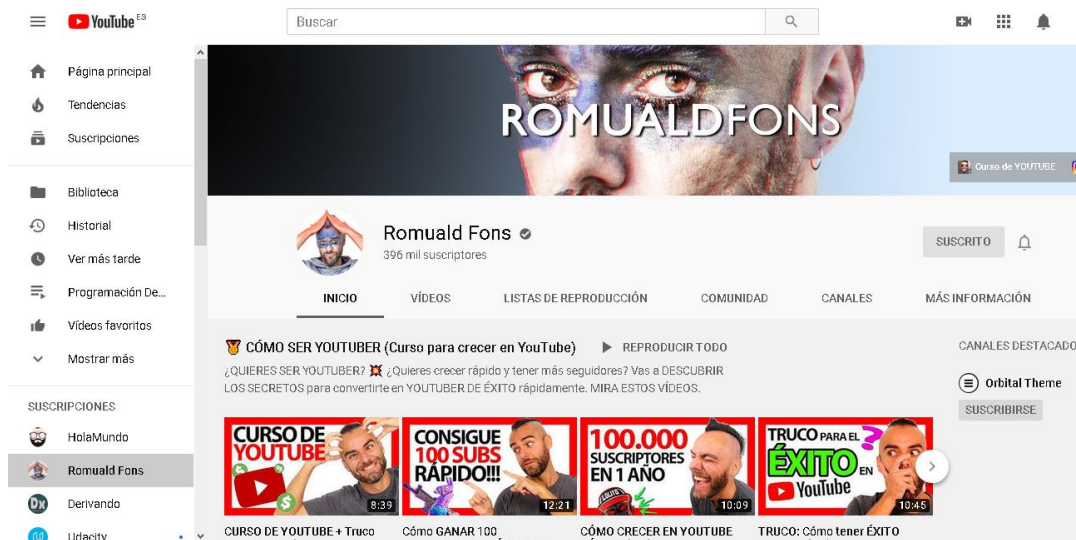 YouTube ES
Buscar
Página principal
Tendencias
Suscripciones
Biblioteca
Historial
Ver más tarde
Programación De...
Vídeos favoritos
Mostrar más
SUSCRIPCIONES
HolaMundo
Romuald Fons
Dx Derivando
Udacity
ROMUALDFONS
Curso de YOUTUBE
Romuald Fons
396 mil suscriptores
SUSCRITO
INICIO VÍDEOS LISTAS DE REPRODUCCIÓN COMUNIDAD CANALES MÁS INFORMACIÓN
CÓMO SER YOUTUBER (Curso para crecer en YouTube) REPRODUCIR TODO
¿QUIERES SER YOUTUBER? ¿Quieres crecer rápido y tener más seguidores? Vas a DESCUBRIR
LOS SECRETOS para convertirte en YOUTUBER DE ÉXITO rápidamente. MIRA ESTOS VÍDEOS.
CURSO DE
YOUTUBE
8:39
CURSO DE YOUTUBE + Truco
CONSIGUE
100 SUBS
RÁPIDO!!!
12:21
Cómo GANAR 100
100.000
SUSCRIPTORES
EN 1 AÑO
LOLITO
10:09
CÓMO CRECER EN YOUTUBE
TRUCO PARA EL
ÉXITO EN
YouTube
10:45
TRUCO: Cómo tener ÉXITO
CANALES DESTACADO
Orbital Theme
SUSCRIBIRSE